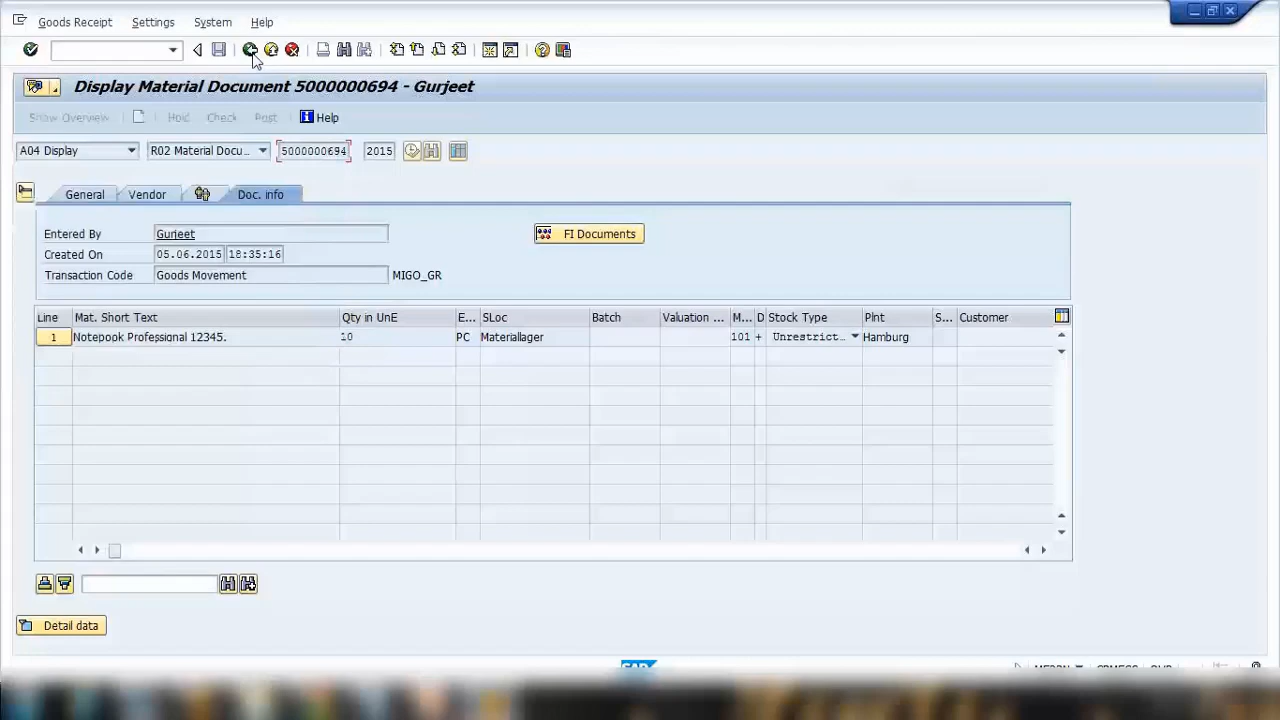 Goods Receipt Settings System Help
Display Material Document 5000000694 - Gurjeet
Show Overview Hold Check Post Help
A04 Display R02 Material Docu... 5000000694 2015
General Vendor Doc. info
Entered By Gurjeet FI Documents
Created On 05.06.2015 18:35:16
Transaction Code Goods Movement MIGO_GR
Line Mat. Short Text Qty in UnE E... SLoc Batch Valuation ... M... D Stock Type Plnt S... Customer
1 Notepook Professional 12345. 10 PC Materiallager 101 + Unrestrict... Hamburg
Detail data
SAP